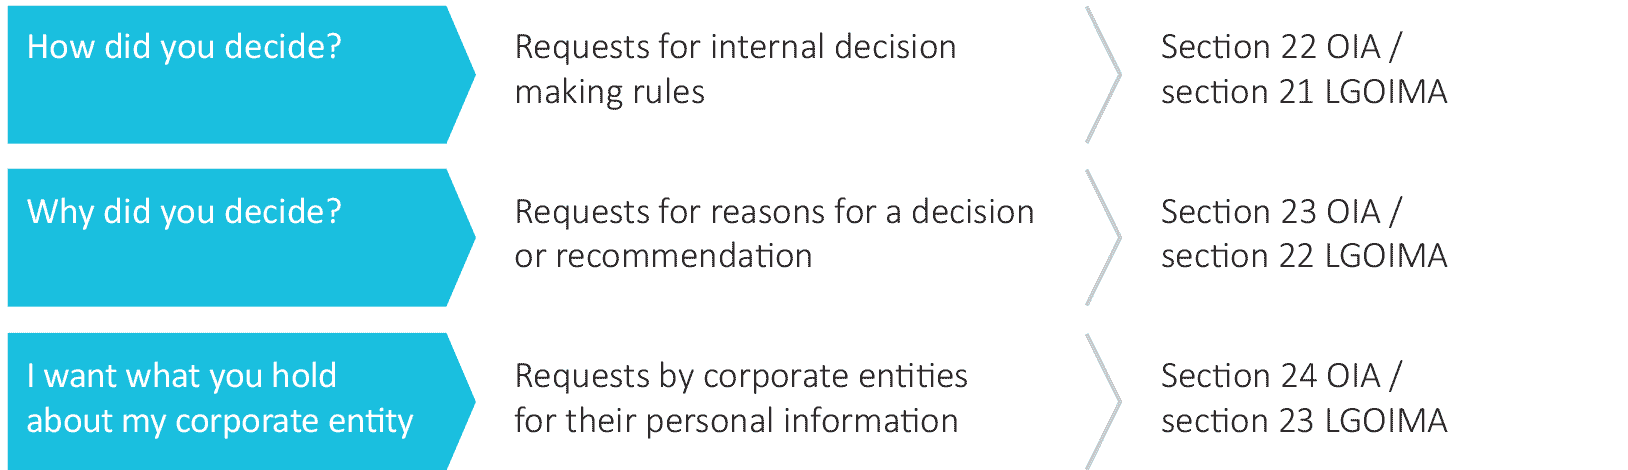 How did you decide?
Requests for internal decision
making rules
Section 22 OIA /
section 21 LGOIMA
Why did you decide?
Requests for reasons for a decision
or recommendation
Section 23 OIA /
section 22 LGOIMA
I want what you hold
about my corporate entity
Requests by corporate entities
for their personal information
Section 24 OIA /
section 23 LGOIMA